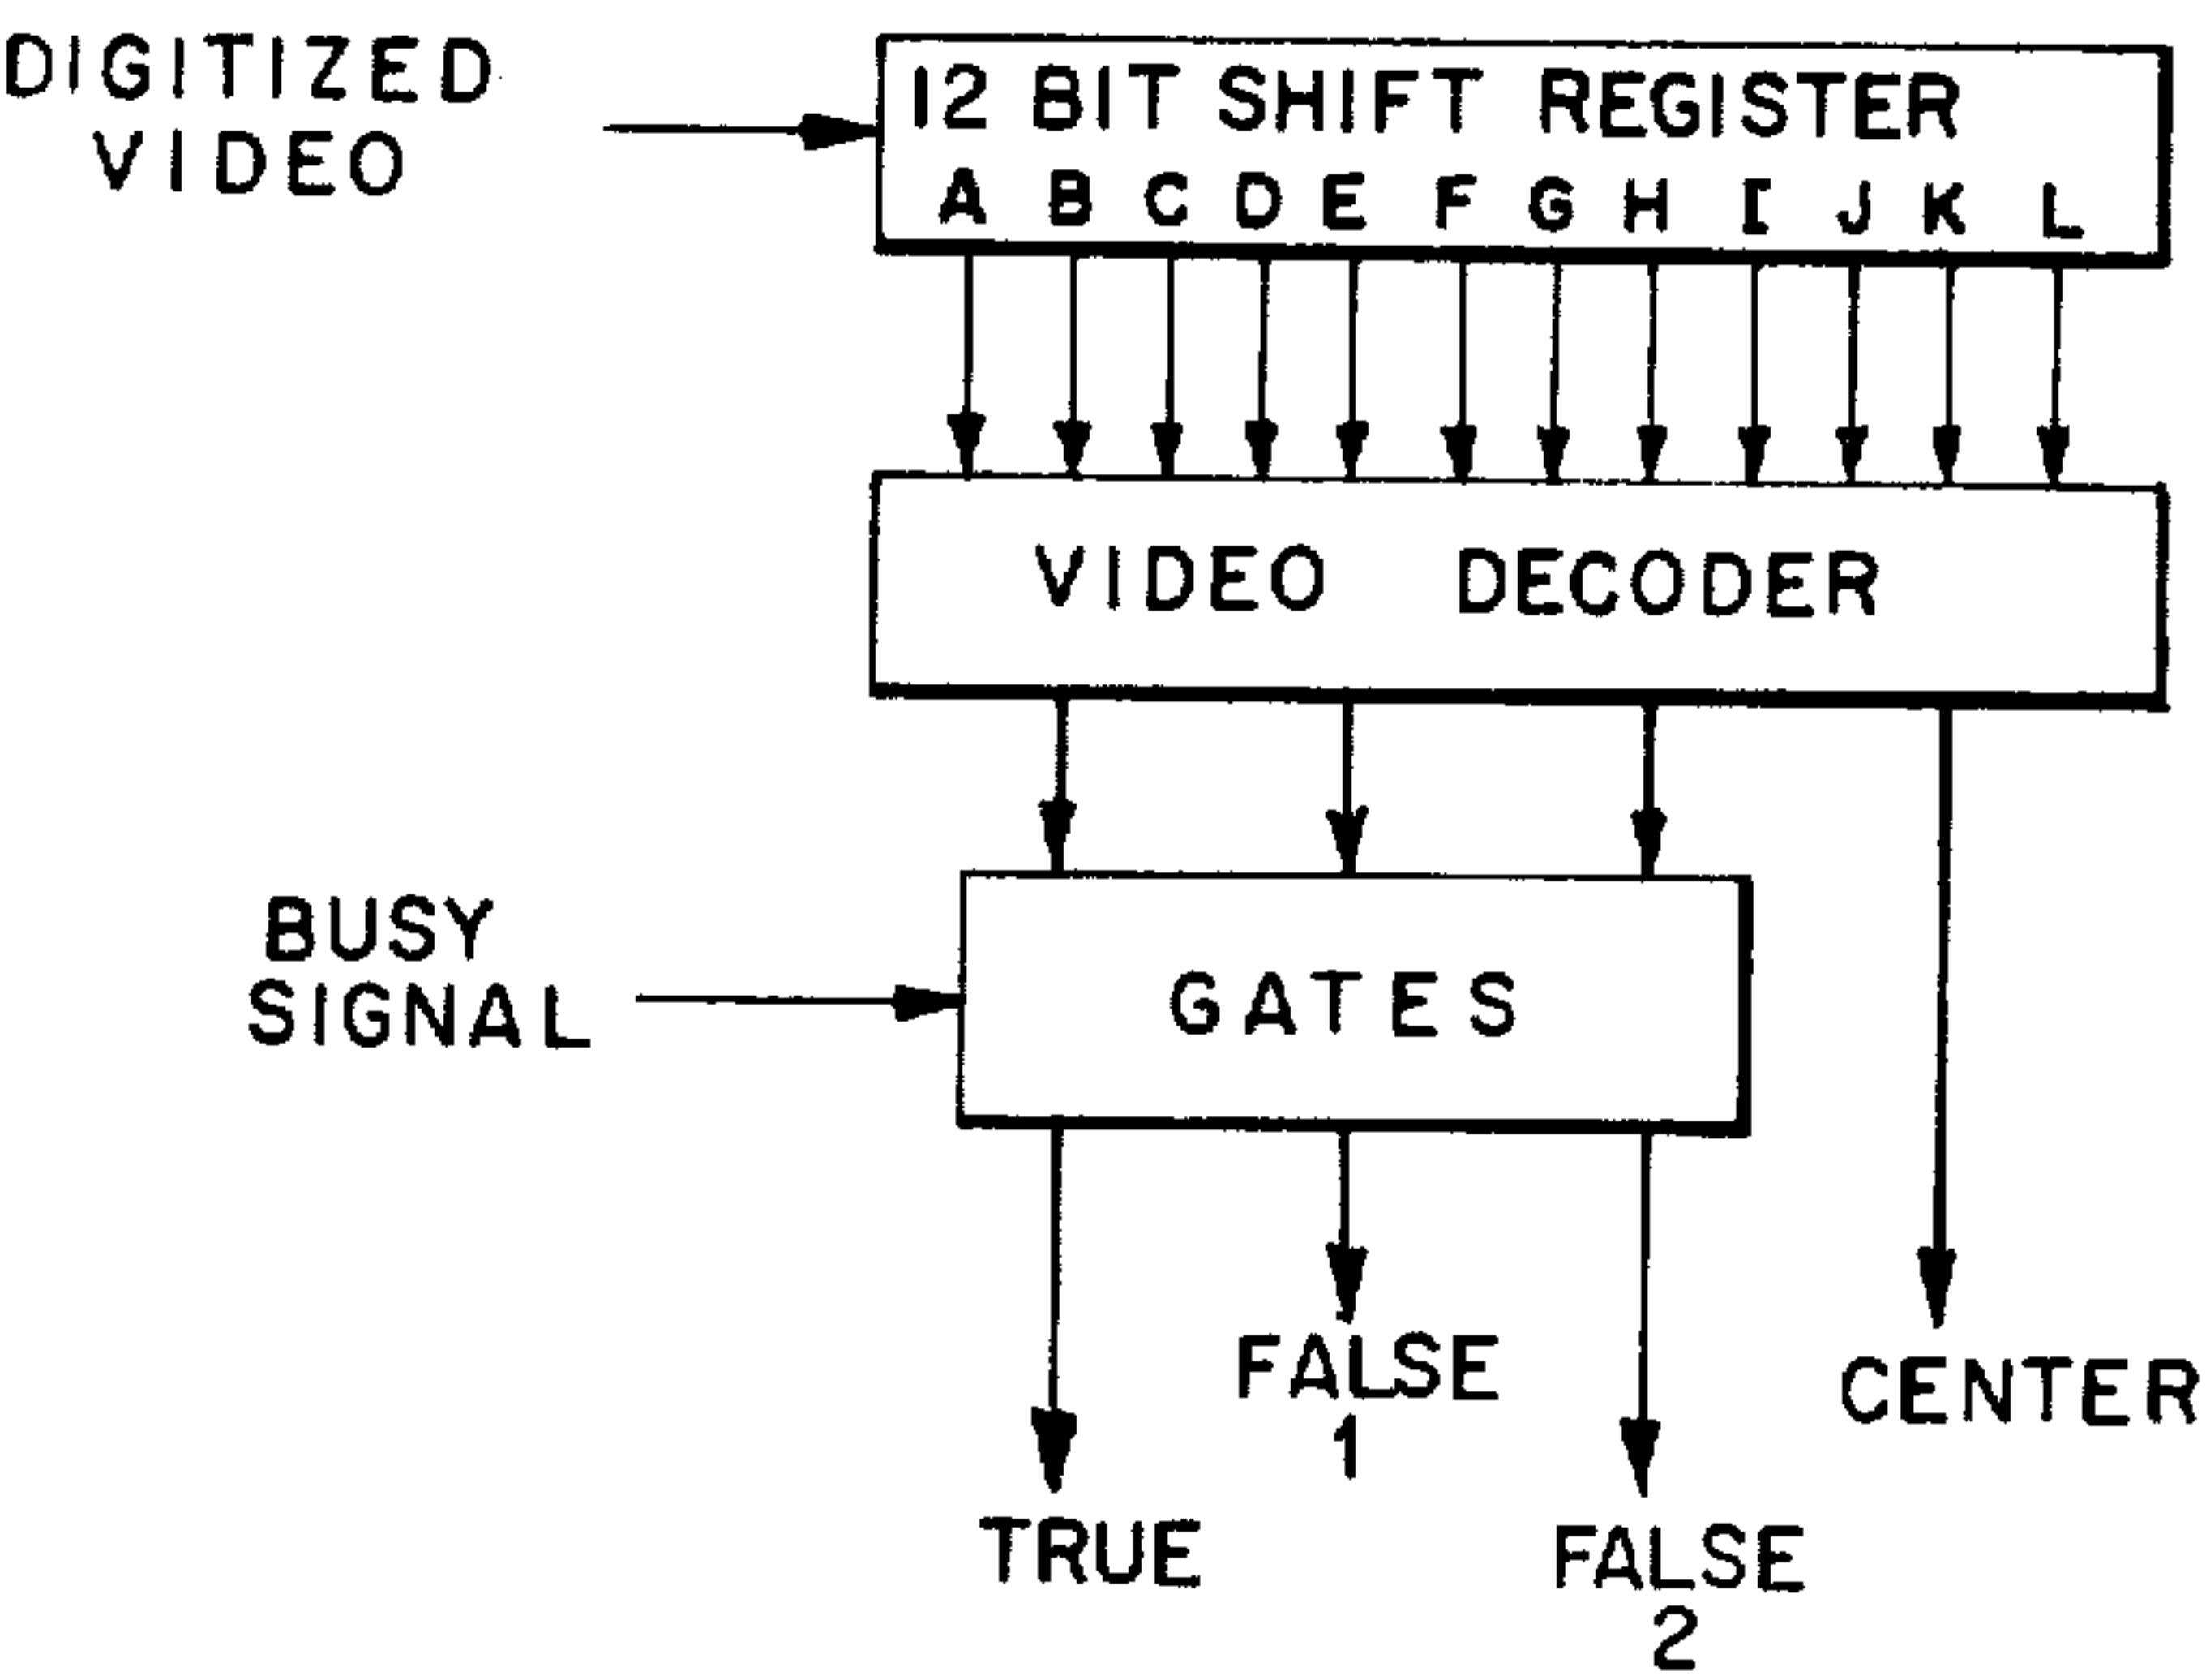 DIGITIZED
VIDEO
12 BIT SHIFT REGISTER
A B C D E F G H I J K L
VIDEO DECODER
BUSY
SIGNAL
GATES
FALSE
1
CENTER
TRUE
FALSE
2